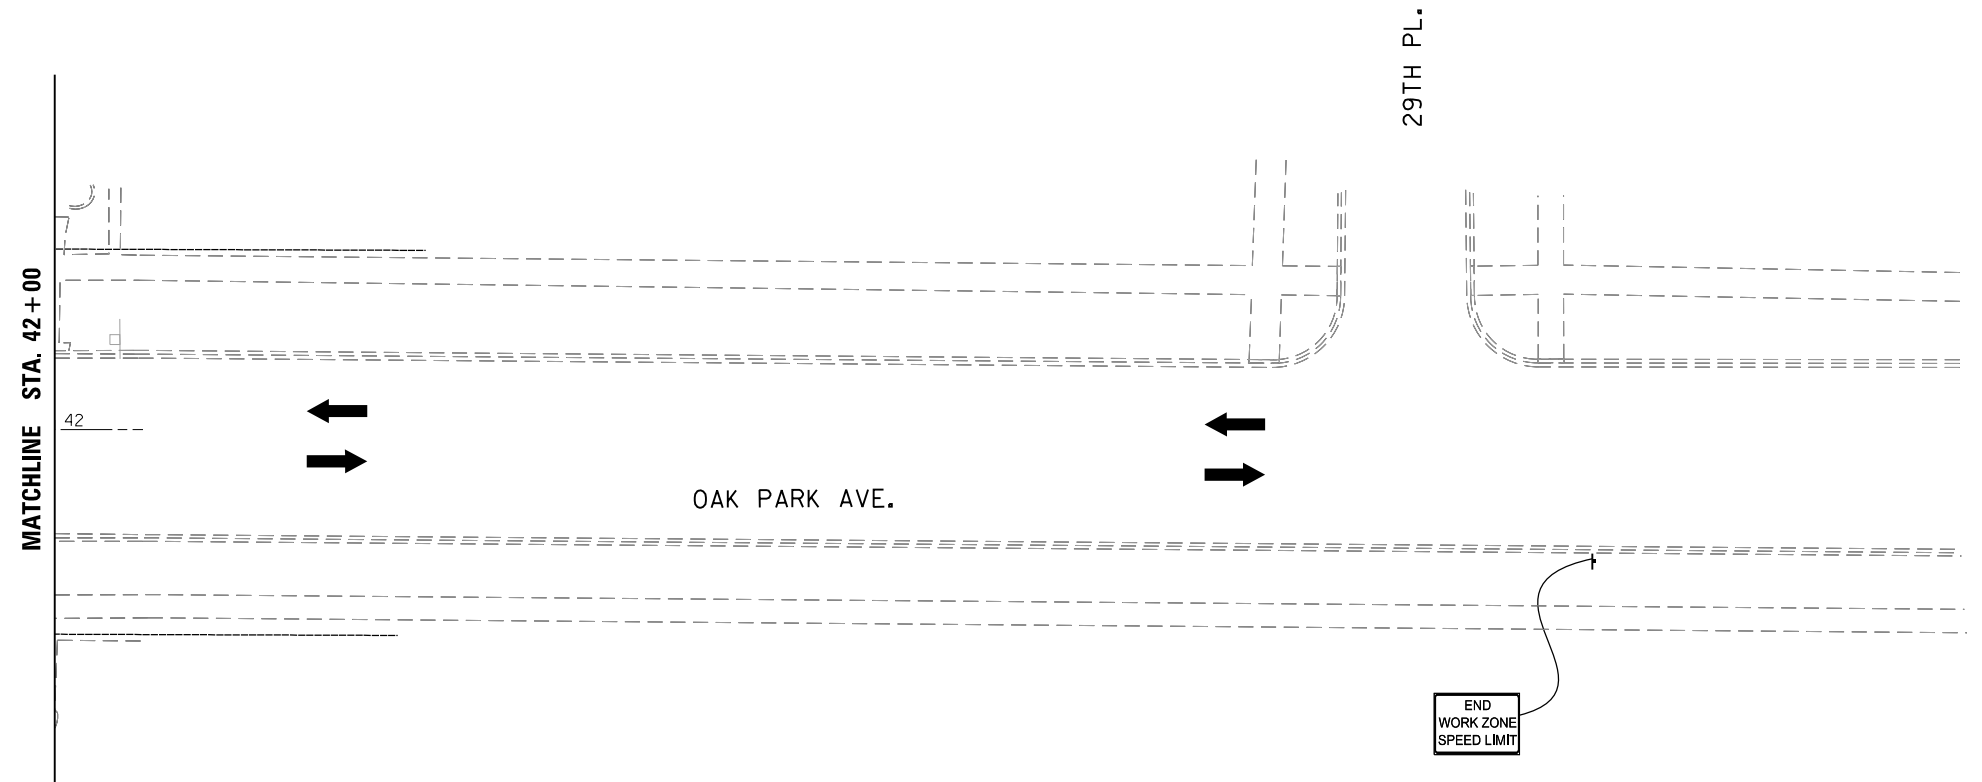 29TH PL.
MATCHLINE STA. 42+00
42
OAK PARK AVE.
END
WORK ZONE
SPEED LIMIT